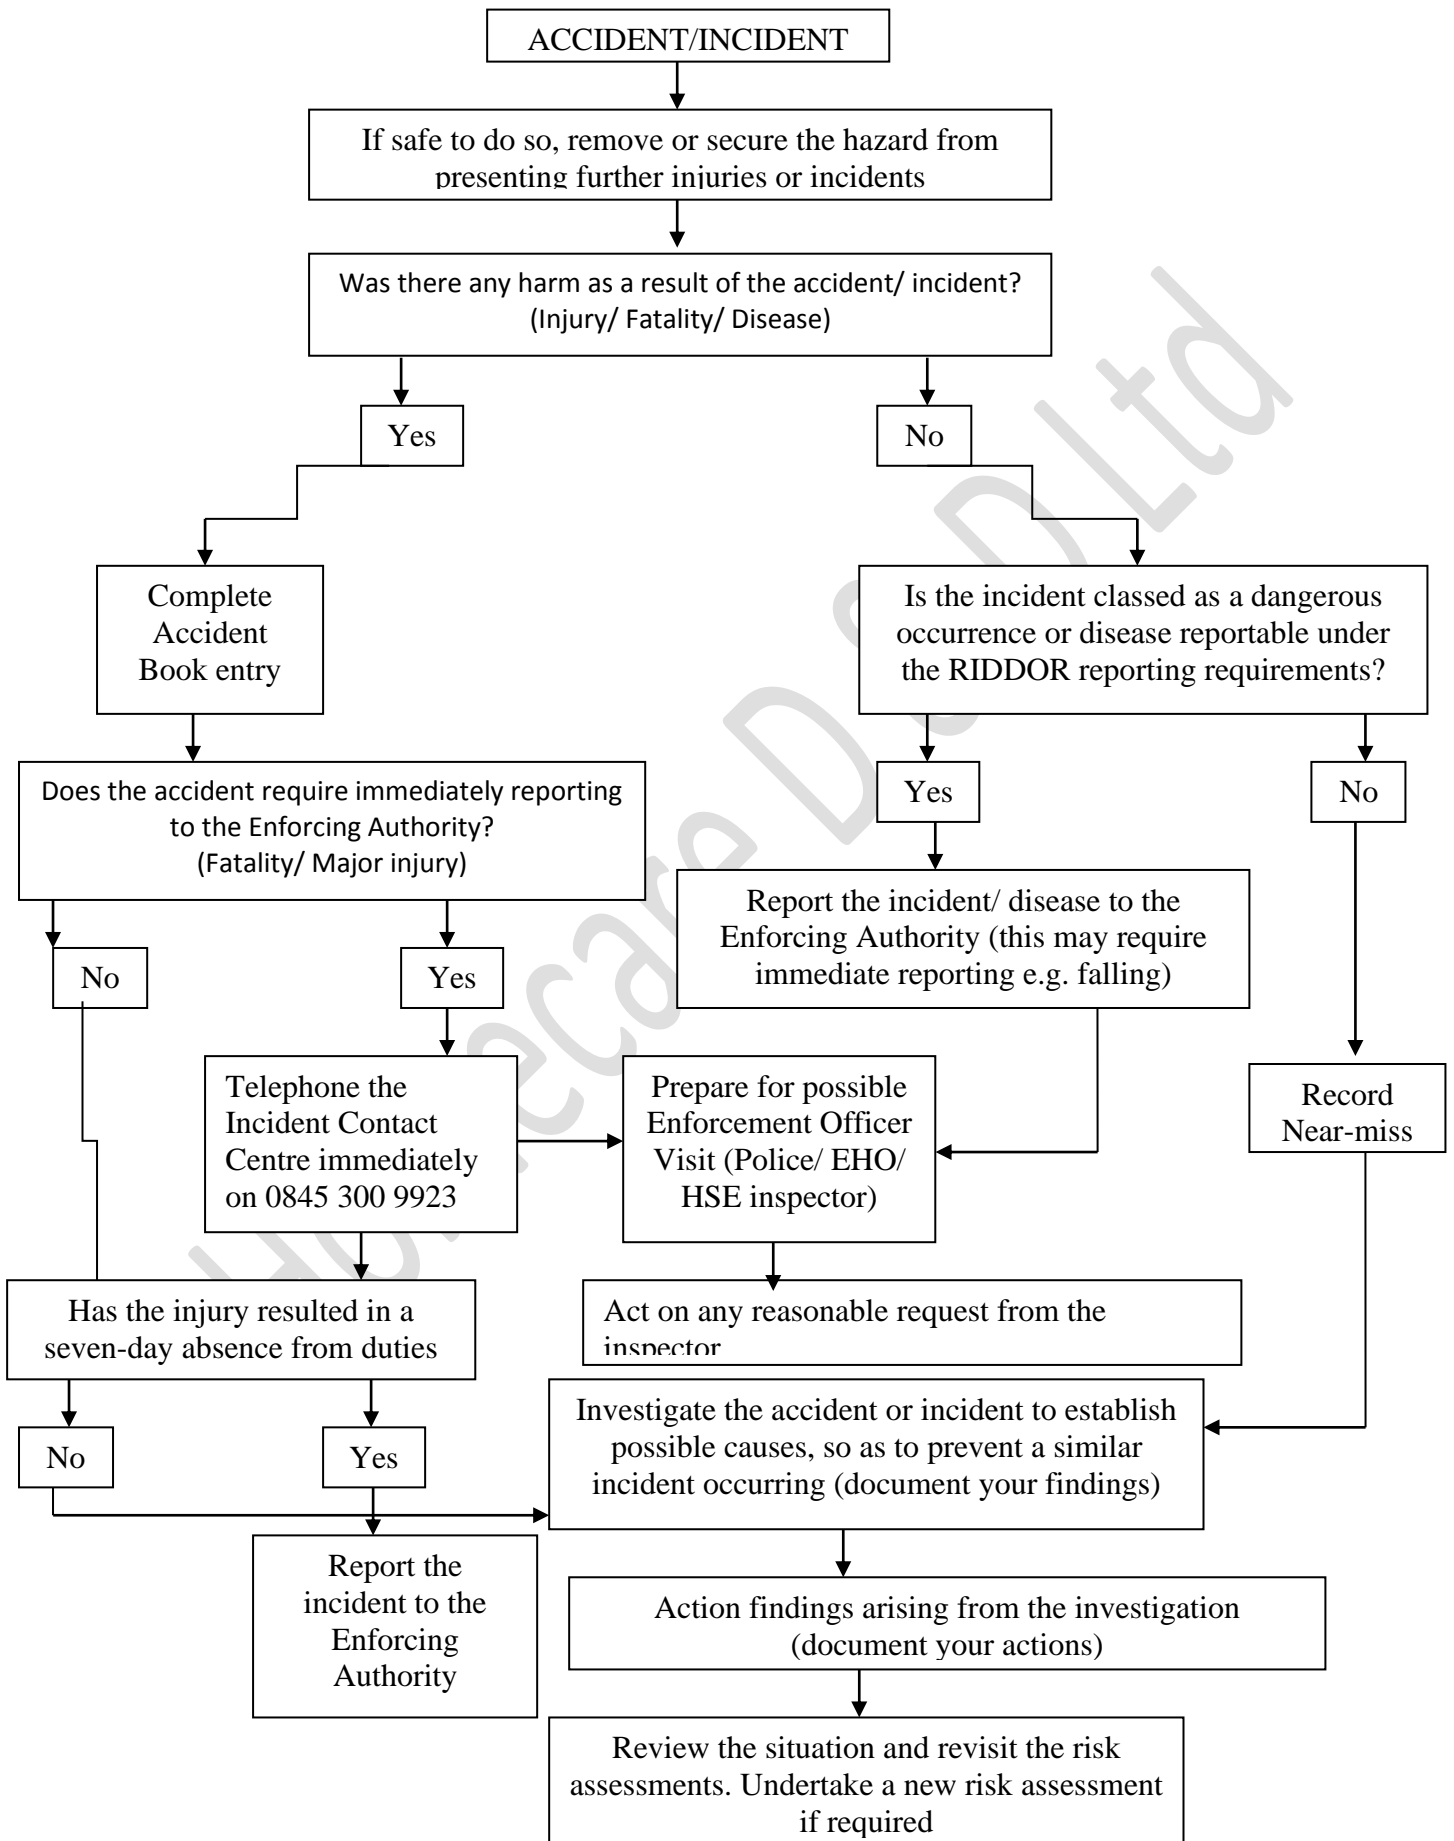 ACCIDENT/INCIDENT
If safe to do so, remove or secure the hazard from
presenting further injuries or incidents
Was there any harm as a result of the accident/ incident?
(Injury/ Fatality/ Disease)
Yes
No
Complete
Accident
Book entry
Is the incident classed as a dangerous
occurrence or disease reportable under
the RIDDOR reporting requirements?
Does the accident require immediately reporting
to the Enforcing Authority?
(Fatality/ Major injury)
Yes
No
Report the incident/ disease to the
Enforcing Authority (this may require
immediate reporting e.g. falling)
No
Yes
Telephone the
Incident Contact
Centre immediately
on 0845 300 9923
Prepare for possible
Enforcement Officer
Visit (Police/ EHO/
HSE inspector)
Record
Near-miss
Has the injury resulted in a
seven-day absence from duties
Act on any reasonable request from the
inspector
Investigate the accident or incident to establish
possible causes, so as to prevent a similar
incident occurring (document your findings)
No
Yes
Report the
incident to the
Enforcing
Authority
Action findings arising from the investigation
(document your actions)
Review the situation and revisit the risk
assessments. Undertake a new risk assessment
if required
Ltd